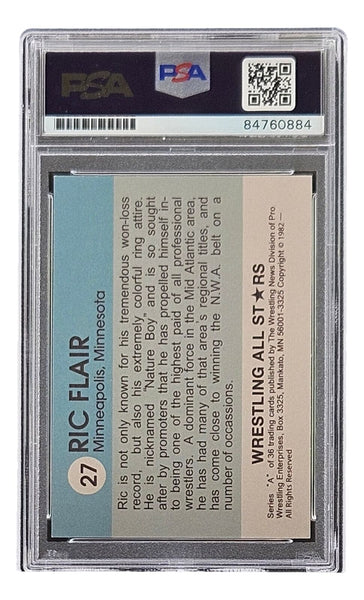 PSA
PSA
84760884
27
RIC FLAIR
Minneapolis, Minnesota
Ric is not only known for his tremendous won-loss
record, but also his extremely colorful ring attire.
He is nicknamed "Nature Boy" and is so sought
after by promoters that he has propelled himself in-
to being one of the highest paid of all professional
wrestlers. A dominant force in the Mid Atlantic area,
he has had many of that area's regional titles, and
has come close to winning the N.W.A. belt on a
number of occassions.
WRESTLING ALL ST★RS
Series "A" of 36 trading cards published by The Wrestling News Division of Pro
Wrestling Enterprises, Box 3325, Mankato, MN 56001-3325 Copyright © 1982 —
All Rights Reserved